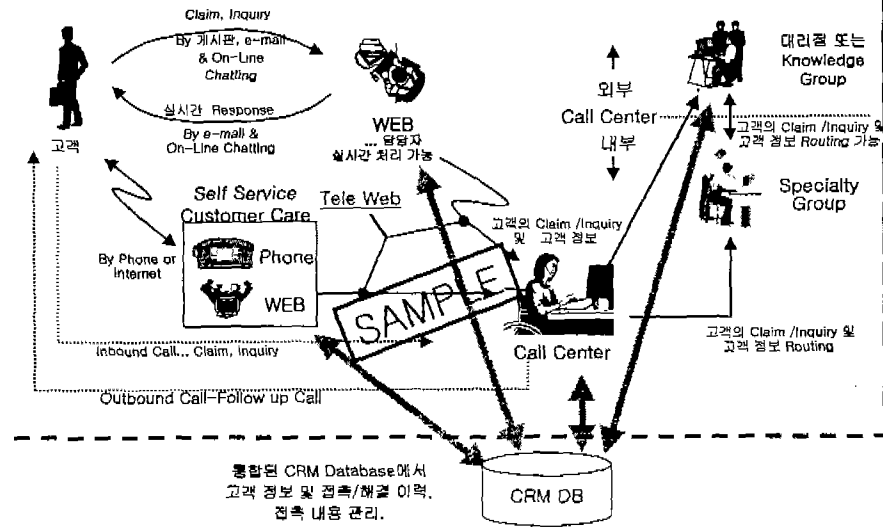 Claim, Inquiry
By 게시판, e-mail
& On-Line
Chatting
실시간 Response
By e-mail &
On-Line Chatting
고객
WEB
... 담당자
실시간 처리 가능
외부
Call Center
내부
대리점 또는
Knowledge
Group
고객의 Claim /Inquiry 및
고객 정보 Routing 가능
Specialty
Group
Self Service
Customer Care
Tele Web
고객의 Claim /Inquiry
및 고객 정보
By Phone or
Internet
Phone
WEB
SAMPLE
Call Center
고객의 Claim /Inquiry 및
고객 정보 Routing
Inbound Call... Claim, Inquiry
Outbound Call-Follow up Call
통합된 CRM Database에서
고객 정보 및 접촉/해결 이력,
접촉 내용 관리.
CRM DB